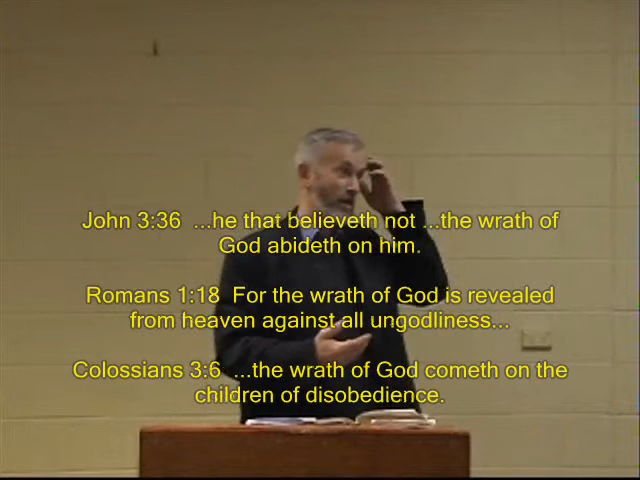 John 3:36 ...he that believeth not ...the wrath of
God abideth on him.
Romans 1:18 For the wrath of God is revealed
from heaven against all ungodliness...
Colossians 3:6 ...the wrath of God cometh on the
children of disobedience.